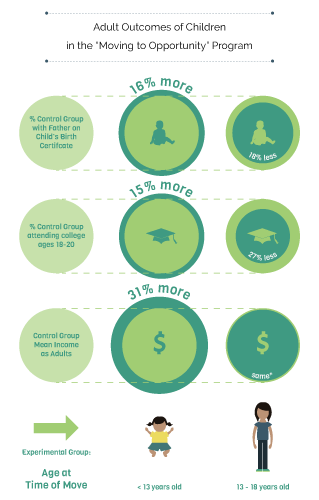 Adult Outcomes of Children
in the "Moving to Opportunity" Program
16% more
% Control Group
with Father on
Child's Birth
Certifcate
18% less
15% more
% Control Group
attending college
ages 18-20
27% less
31% more
Control Group
Mean Income
as Adults
$
$
same*
Experimental Group:
Age at
Time of Move
< 13 years old
13 - 18 years old